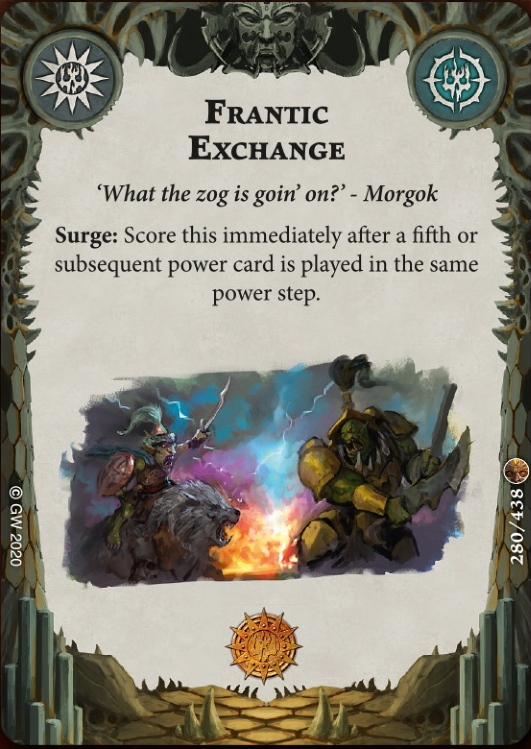 Frantic
Exchange
‘What the zog is goin’ on?’ - Morgok
Surge: Score this immediately after a fifth or
subsequent power card is played in the same
power step.
© GW 2020
280/438